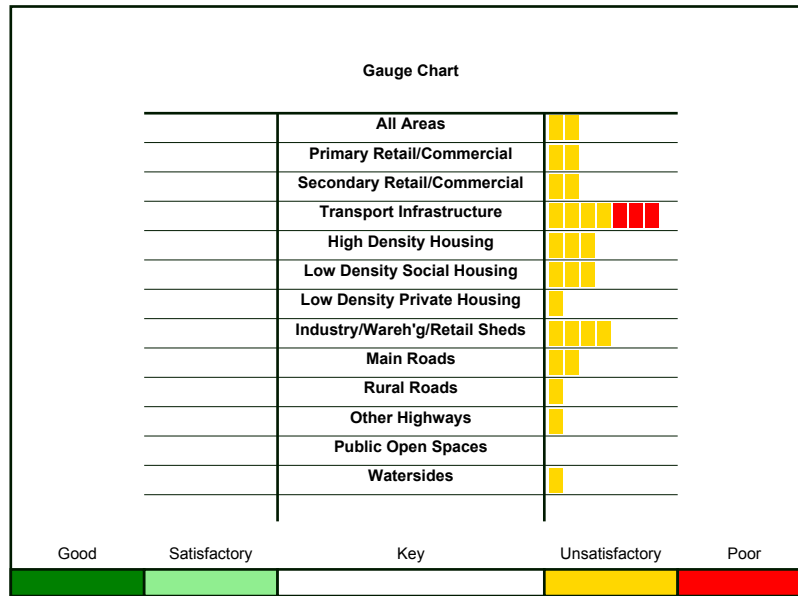 Gauge Chart
All Areas
Primary Retail/Commercial
Secondary Retail/Commercial
Transport Infrastructure
High Density Housing
Low Density Social Housing
Low Density Private Housing
Industry/Wareh'g/Retail Sheds
Main Roads
Rural Roads
Other Highways
Public Open Spaces
Watersides
Good Satisfactory Key Unsatisfactory Poor